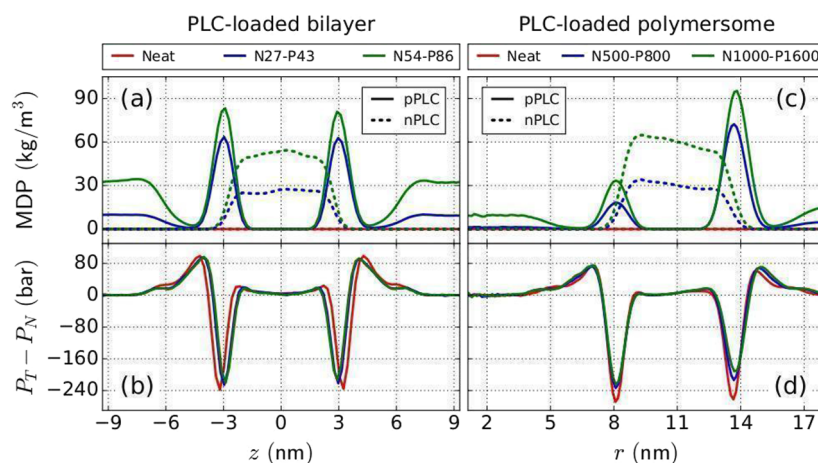 PLC-loaded bilayer
PLC-loaded polymersome
Neat N27-P43 N54-P86
Neat N500-P800 N1000-P1600
MDP (kg/m³)
90
60
30
0
(a)
pPLC
nPLC
pPLC
nPLC
(c)
P_T − P_N (bar)
80
0
−80
−160
−240
(b)
(d)
−9 −6 −3 0 3 6 9
2 5 8 11 14 17
z (nm)
r (nm)